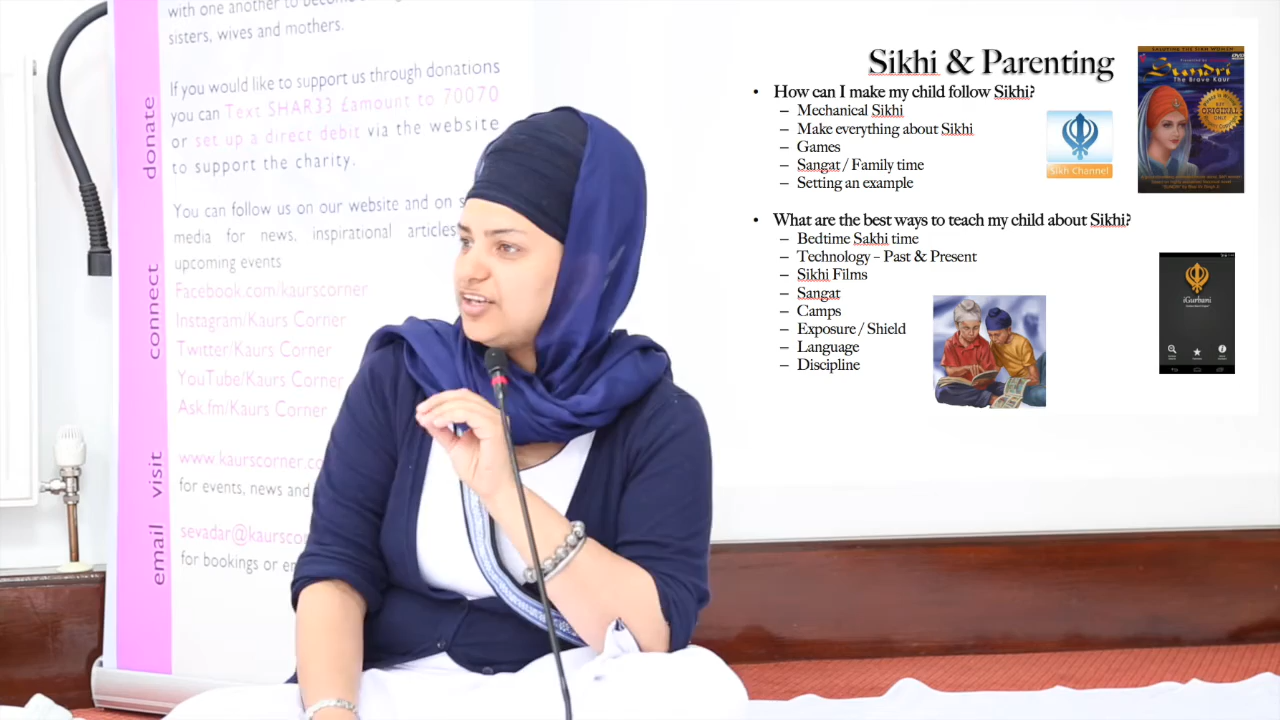 with one another to become
sisters, wives and mothers.
donate
If you would like to support us through donations
you can Text SHAR33 £amount to 70070
or set up a direct debit via the website
to support the charity.
connect
You can follow us on our website and on
media for news, inspirational articles
upcoming events
Facebook.com/kaurscorner
Instagram/Kaurs Corner
Twitter/Kaurs Corner
YouTube/Kaurs Corner
Ask.fm/Kaurs Corner
visit
www.kaurscorner.co
for events, news and
email
sevadar@kaurscor
for bookings or en
Sikhi & Parenting
• How can I make my child follow Sikhi?
– Mechanical Sikhi
– Make everything about Sikhi
– Games
– Sangat / Family time
– Setting an example
• What are the best ways to teach my child about Sikhi?
– Bedtime Sakhi time
– Technology – Past & Present
– Sikhi Films
– Sangat
– Camps
– Exposure / Shield
– Language
– Discipline
Sikh Channel
DVD
Sundri
The Brave Kaur
ORIGINAL
iGurbani